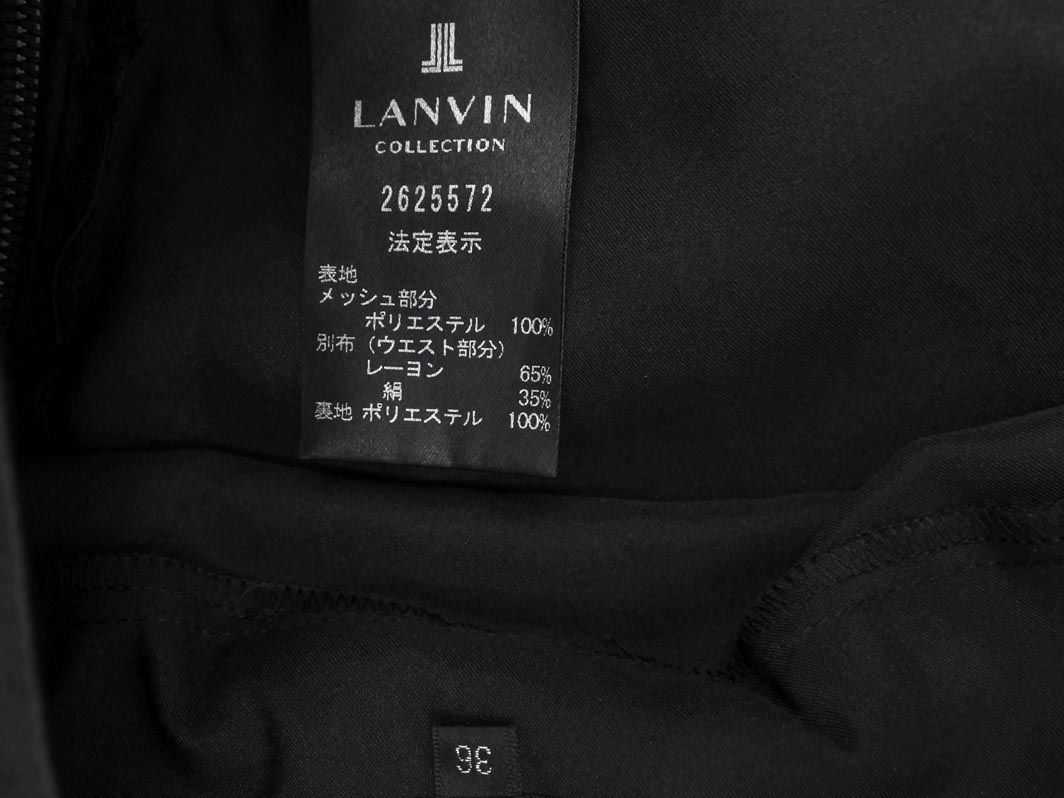 LANVIN
COLLECTION
2625572
法定表示
表地
メッシュ部分
ポリエステル 100%
別布 (ウエスト部分)
レーヨン 65%
絹 35%
裏地 ポリエステル 100%
36